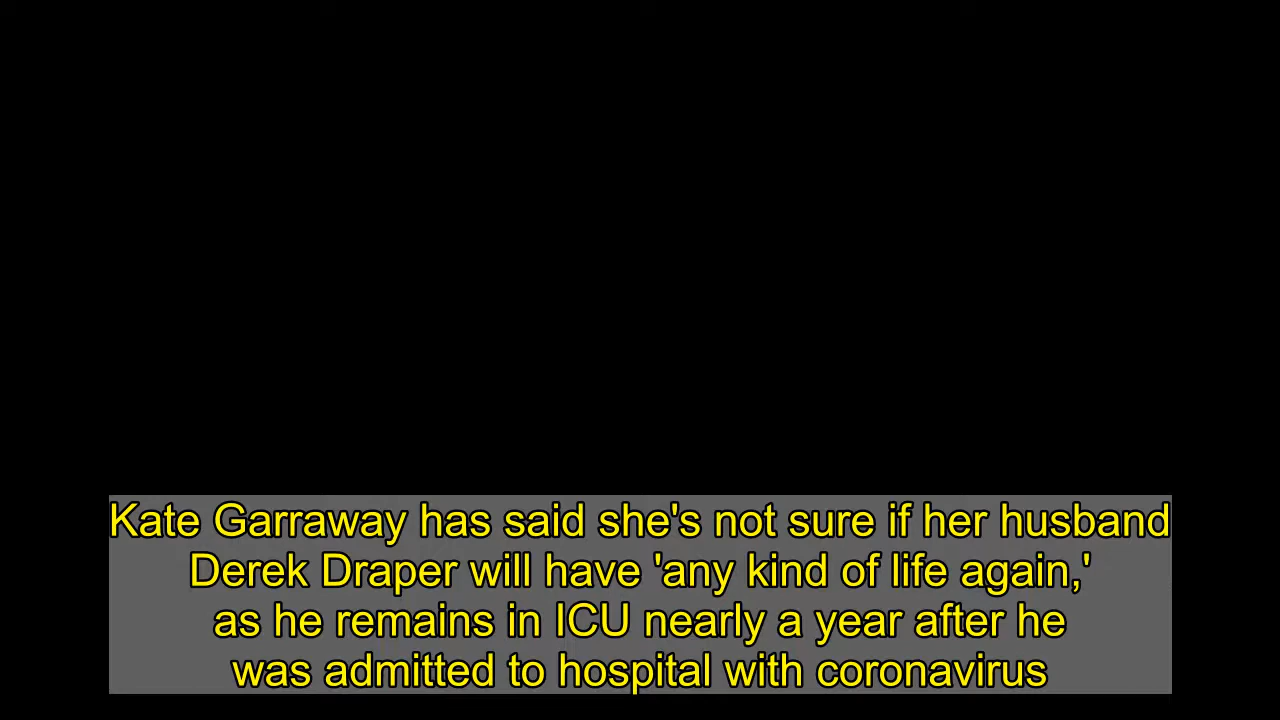 Kate Garraway has said she's not sure if her husband
Derek Draper will have 'any kind of life again,'
as he remains in ICU nearly a year after he
was admitted to hospital with coronavirus